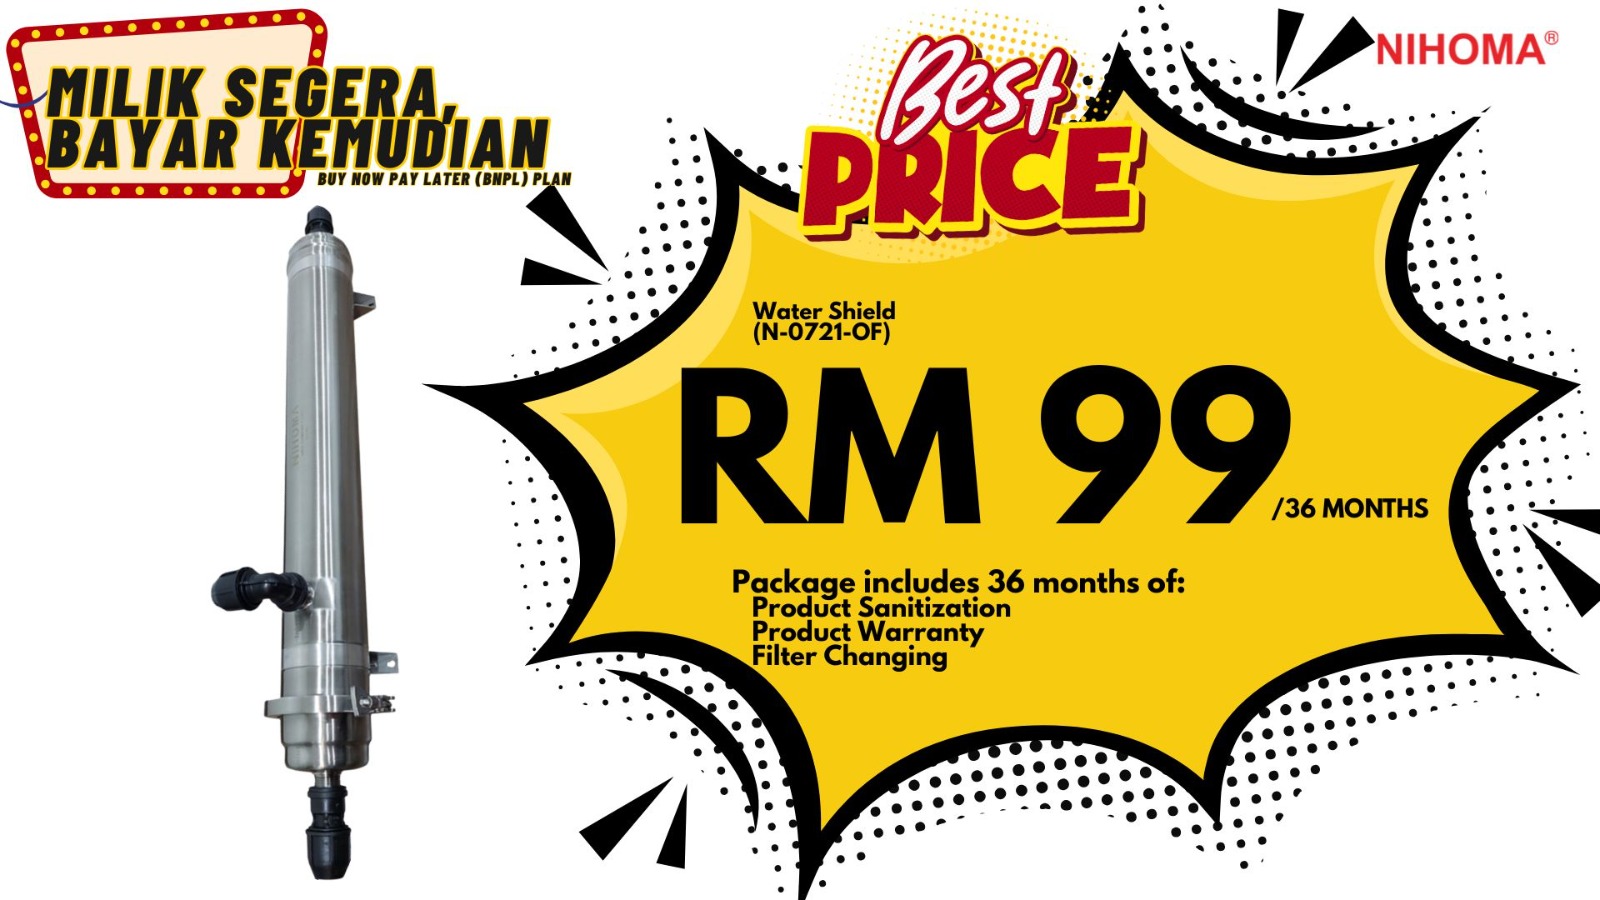 MILIK SEGERA,
BAYAR KEMUDIAN
BUY NOW PAY LATER (BNPL) PLAN
Best
PRICE
NIHOMA®
Water Shield
(N-0721-OF)
RM 99
/36 MONTHS
Package includes 36 months of:
Product Sanitization
Product Warranty
Filter Changing
NIHOMA